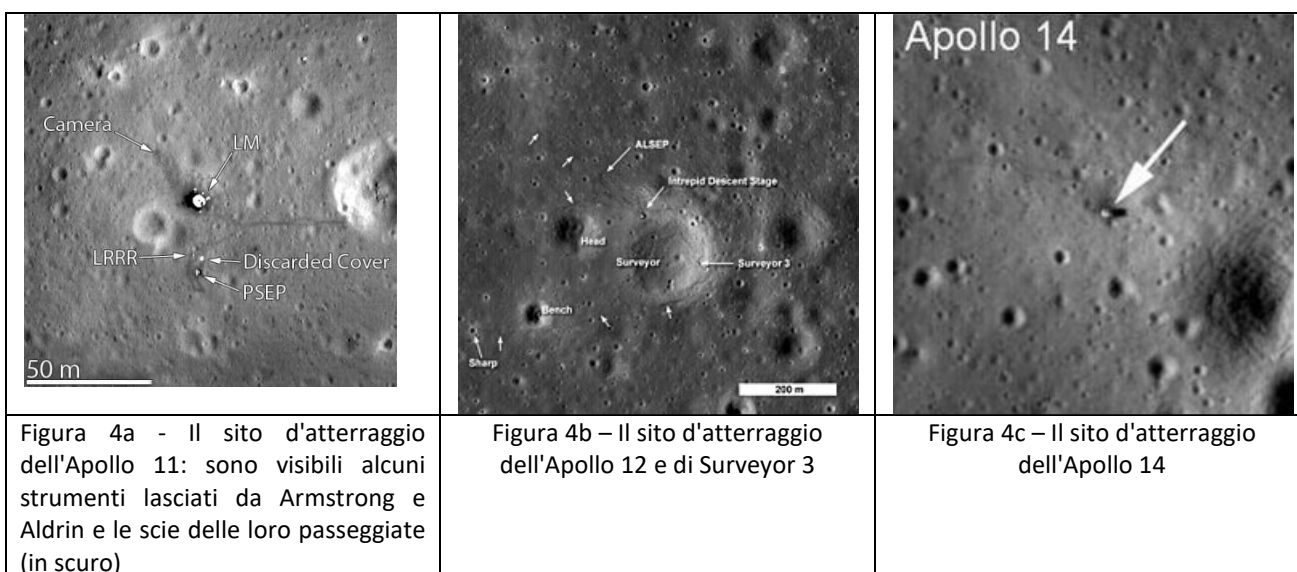 Camera
LM
LRRR
Discarded Cover
PSEP
50 m
ALSEP
Intrepid Descent Stage
Head
Surveyor
Surveyor 3
Bench
Sharp
200 m
Apollo 14
Figura 4a - Il sito d'atterraggio
dell'Apollo 11: sono visibili alcuni
strumenti lasciati da Armstrong e
Aldrin e le scie delle loro passeggiate
(in scuro)
Figura 4b – Il sito d'atterraggio
dell'Apollo 12 e di Surveyor 3
Figura 4c – Il sito d'atterraggio
dell'Apollo 14